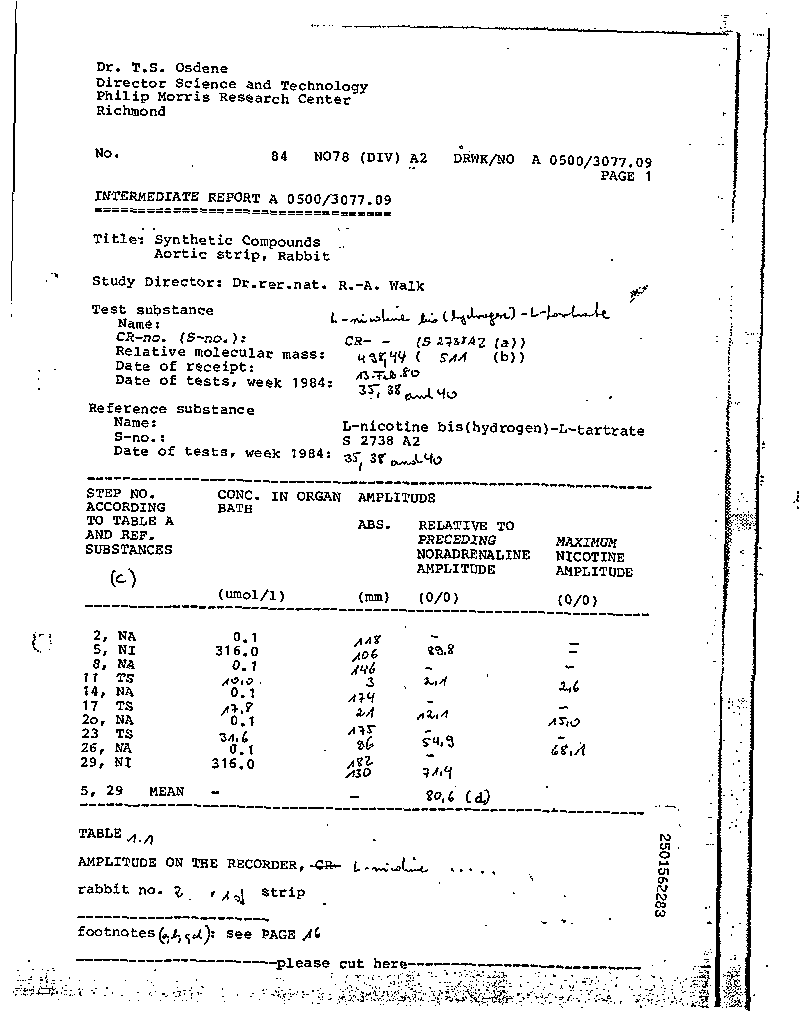 Dr. T.S. Osdene
Director Science and Technology
Philip Morris Research Center
Richmond
No. 84 NO78 (DIV) A2 DRWK/NO A 0500/3077.09
PAGE 1
INTERMEDIATE REPORT A 0500/3077.09
==================================
Title: Synthetic Compounds
Aortic strip, Rabbit
Study Director: Dr.rer.nat. R.-A. Walk
Test substance
Name: L-nicotine bis(hydrogen)-L-tartrate
CR-no. (S-no.): CR- - (S 2738A2 (a))
Relative molecular mass: 498,44 ( 511 (b))
Date of receipt: 13.Feb.80
Date of tests, week 1984: 35, 38 and 40
Reference substance
Name: L-nicotine bis(hydrogen)-L-tartrate
S-no.: S 2738 A2
Date of tests, week 1984: 35, 38 and 40
STEP NO. CONC. IN ORGAN AMPLITUDE
ACCORDING BATH
TO TABLE A ABS. RELATIVE TO
AND REF. PRECEDING MAXIMUM
SUBSTANCES NORADRENALINE NICOTINE
(c) AMPLITUDE AMPLITUDE
(umol/l) (mm) (0/0) (0/0)
2, NA 0.1 118 - -
5, NI 316.0 106 89.8 -
8, NA 0.1 146 - -
11 TS 10,0 3 2,1 2,6
14, NA 0.1 174 - -
17 TS 17,8 21 12,1 15,0
20, NA 0.1 175 - -
23 TS 31,6 86 54,9 68,1
26, NA 0.1 182
29, NI 316.0 130 71,4
5, 29 MEAN - - 80,6 (d)
TABLE 1.1
AMPLITUDE ON THE RECORDER, CR- L-nicotine .....
rabbit no. 2, 1st strip
footnotes(a,b,c,d): see PAGE 16
please cut here
2501562283